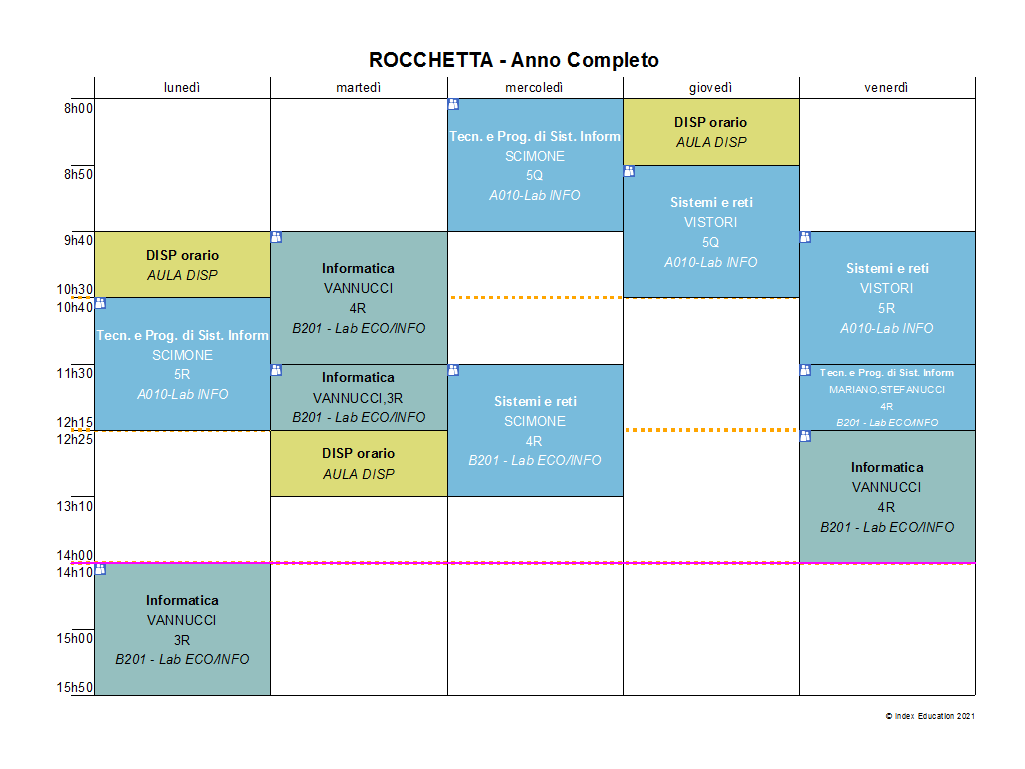 ROCCHETTA - Anno Completo
lunedì
martedì
mercoledì
giovedì
venerdì
8h00
8h50
9h40
10h30
10h40
11h30
12h15
12h25
13h10
14h00
14h10
15h00
15h50
DISP orario
AULA DISP
Tecn. e Prog. di Sist. Inform
SCIMONE
5R
A010-Lab INFO
Informatica
VANNUCCI
3R
B201 - Lab ECO/INFO
Informatica
VANNUCCI
4R
B201 - Lab ECO/INFO
Informatica
VANNUCCI,3R
B201 - Lab ECO/INFO
DISP orario
AULA DISP
Tecn. e Prog. di Sist. Inform
SCIMONE
5Q
A010-Lab INFO
Sistemi e reti
SCIMONE
4R
B201 - Lab ECO/INFO
DISP orario
AULA DISP
Sistemi e reti
VISTORI
5Q
A010-Lab INFO
Sistemi e reti
VISTORI
5R
A010-Lab INFO
Tecn. e Prog. di Sist. Inform
MARIANO,STEFANUCCI
4R
B201 - Lab ECO/INFO
Informatica
VANNUCCI
4R
B201 - Lab ECO/INFO
© Index Education 2021